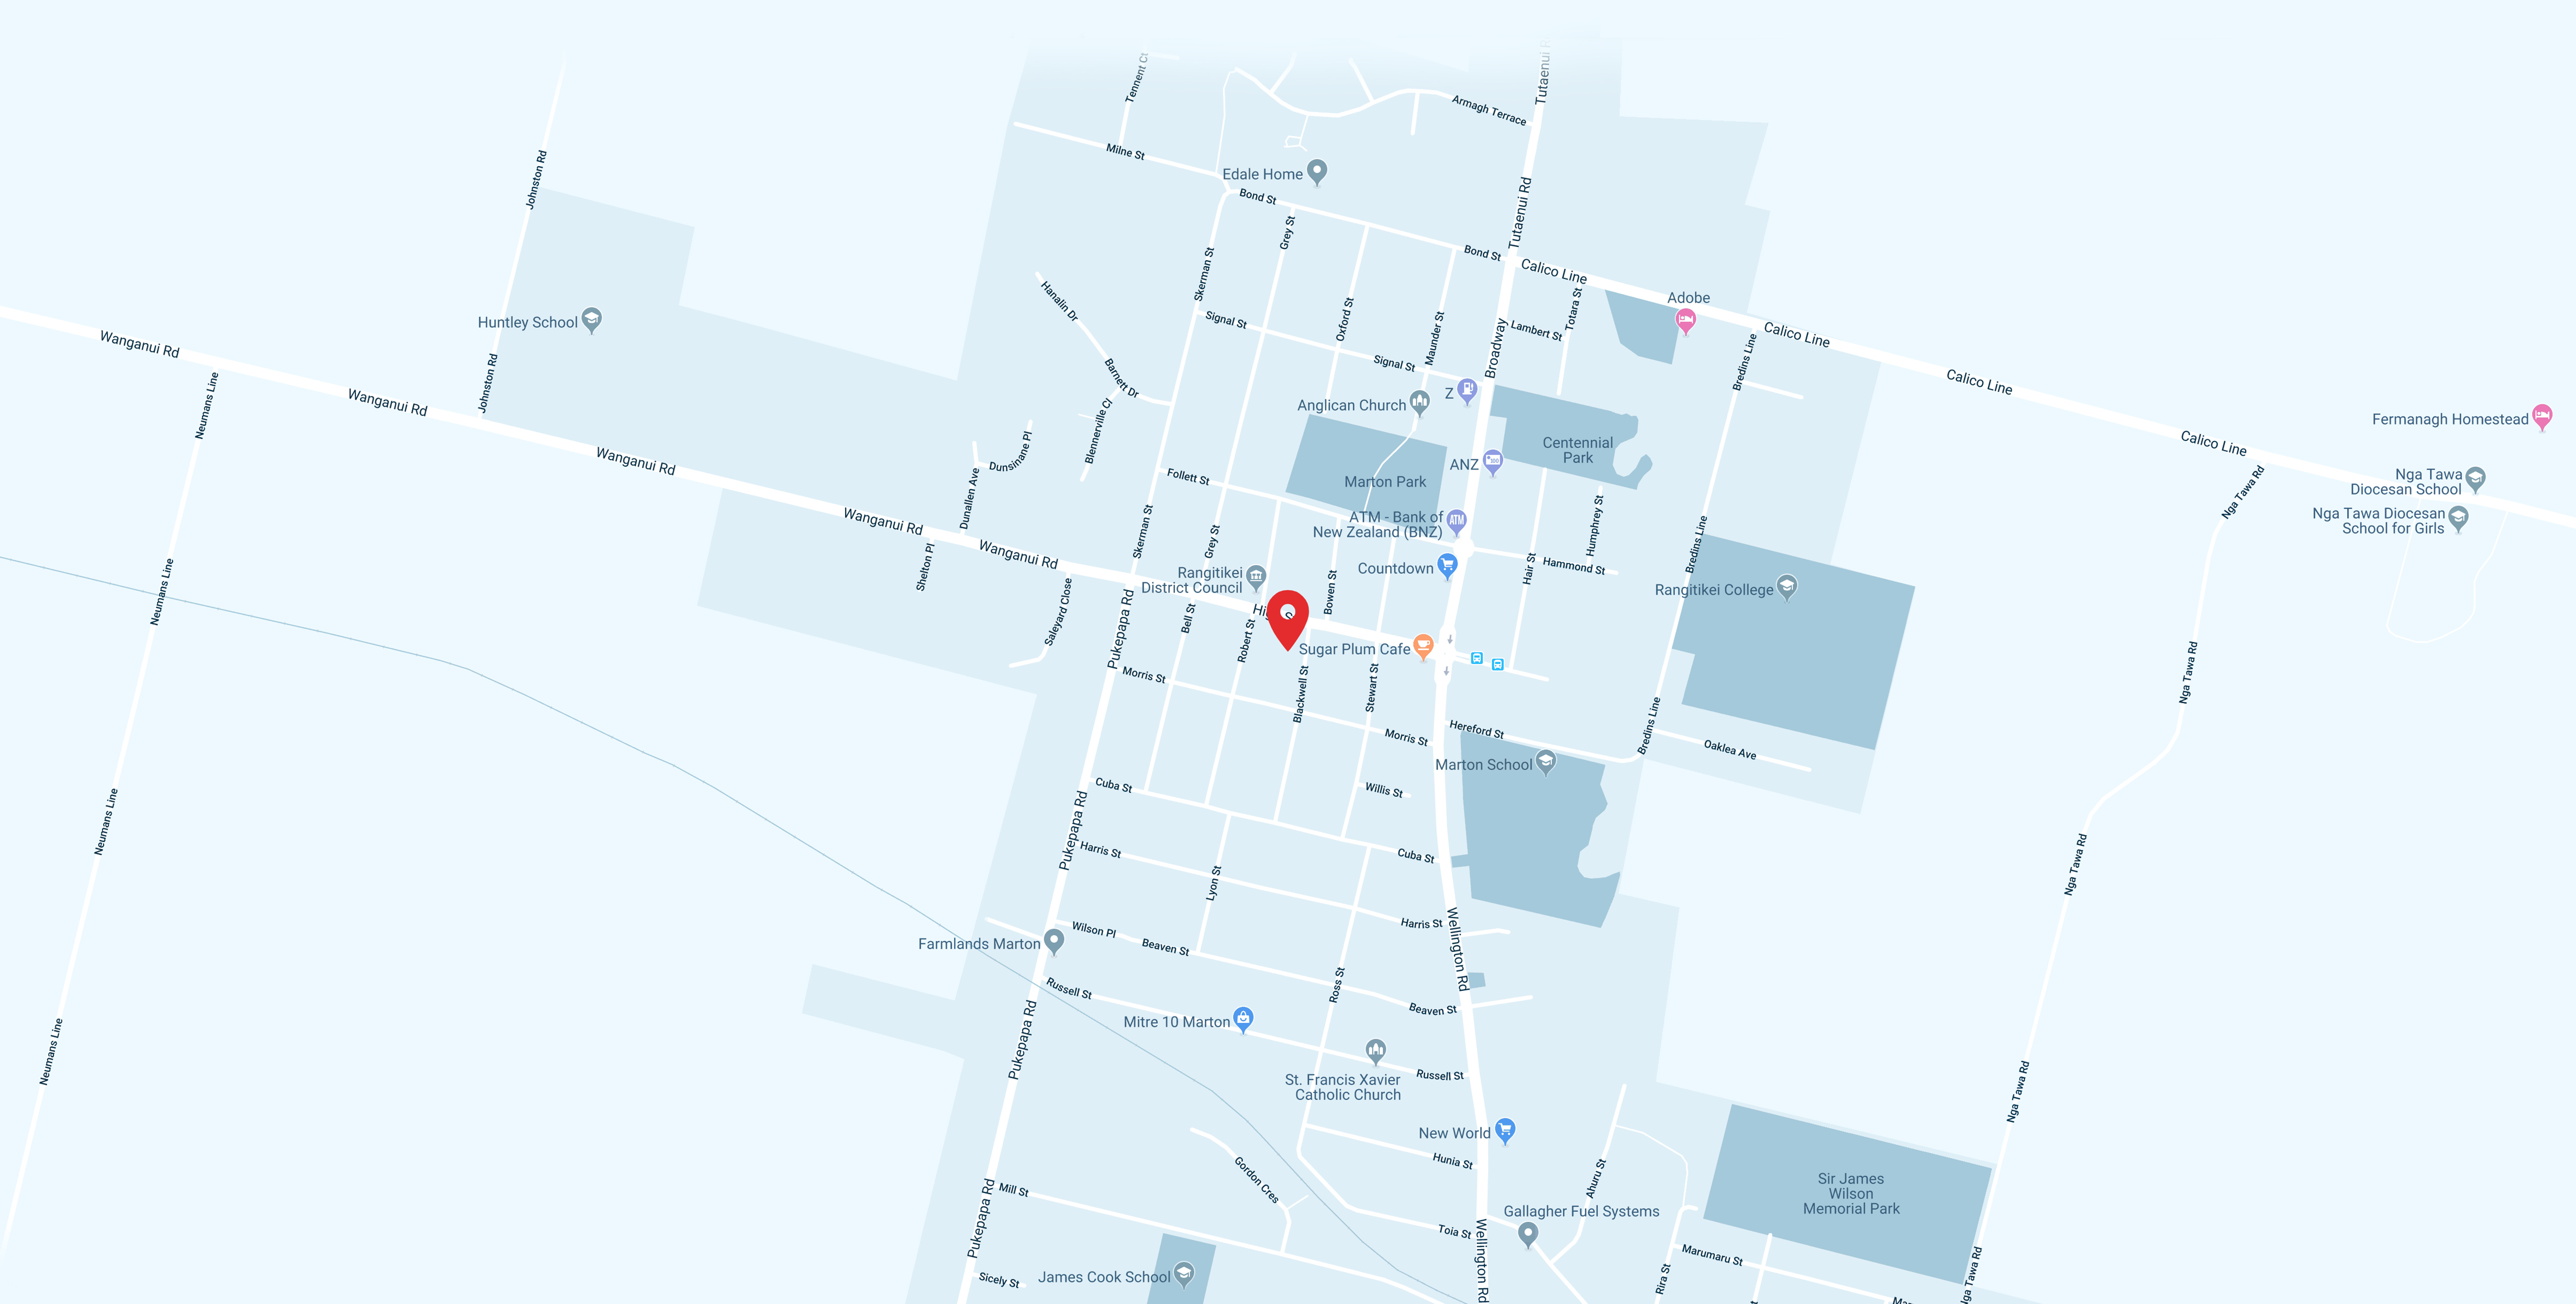 Tutaenui R
Tennent Ct
Tutaenui Rd
Armagh Terrace
Milne St
Johnston Rd
Edale Home
Bond St
Tutaenui Rd
Grey St
Bond St
Calico Line
Skerman St
Hanalin Dr
Adobe
Totara St
Signal St
Oxford St
Maunder St
Lambert St
Calico Line
Huntley School
Broadway
Wanganui Rd
Bredins Line
Signal St
Barnett Dr
Johnston Rd
Calico Line
Wanganui Rd
Neumans Line
Z
Anglican Church
Fermanagh Homestead
Blennerville Cl
Calico Line
Centennial
Park
Dunsinane Pl
Wanganui Rd
ANZ
Follett St
Marton Park
Nga Tawa
Diocesan School
Nga Tawa Rd
Dunallen Ave
Wanganui Rd
ATM - Bank of
New Zealand (BNZ)
ATM
Nga Tawa Diocesan
School for Girls
Skerman St
Grey St
Humphrey St
Bredins Line
Wanganui Rd
Shelton Pl
Countdown
Hair St
Hammond St
Rangitikei
District Council
Neumans Line
Bowen St
Rangitikei College
Saleyard Close
Pukepapa Rd
Bell St
Robert St
Sugar Plum Cafe
Morris St
Blackwell St
Stewart St
Nga Tawa Rd
Bredins Line
Hereford St
Morris St
Oaklea Ave
Marton School
Cuba St
Willis St
Neumans Line
Pukepapa Rd
Harris St
Cuba St
Lyon St
Nga Tawa Rd
Harris St
Wilson Pl
Beaven St
Wellington Rd
Farmlands Marton
Russell St
Ross St
Beaven St
Mitre 10 Marton
Pukepapa Rd
Neumans Line
St. Francis Xavier
Catholic Church
Russell St
Nga Tawa Rd
New World
Hunia St
Gordon Cres
Ahuru St
Mill St
Sir James
Wilson
Memorial Park
Gallagher Fuel Systems
Pukepapa Rd
Toia St
Wellington Rd
Marumaru St
James Cook School
Sicely St
Rira St
Nga Tawa Rd